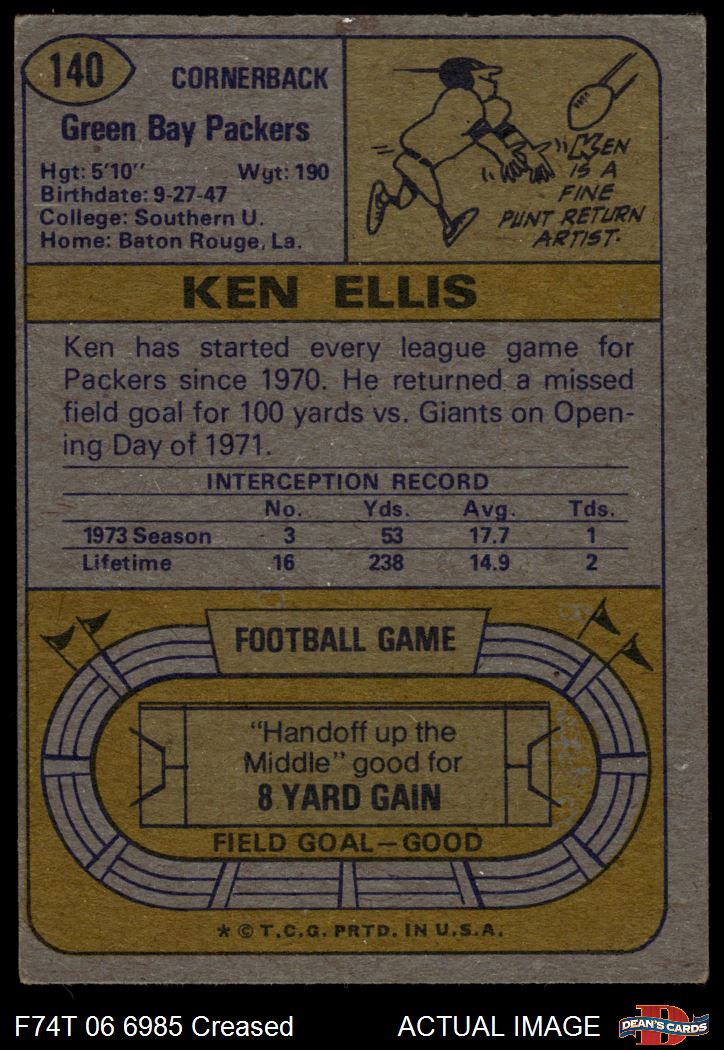 140
CORNERBACK
Green Bay Packers
Hgt: 5'10" Wgt: 190
Birthdate: 9-27-47
College: Southern U.
Home: Baton Rouge, La.
"KEN
IS A
FINE
PUNT RETURN
ARTIST.
KEN ELLIS
Ken has started every league game for
Packers since 1970. He returned a missed
field goal for 100 yards vs. Giants on Open-
ing Day of 1971.
INTERCEPTION RECORD
No. Yds. Avg. Tds.
1973 Season 3 53 17.7 1
Lifetime 16 238 14.9 2
FOOTBALL GAME
"Handoff up the
Middle" good for
8 YARD GAIN
FIELD GOAL—GOOD
* © T.C.G. PRTD. IN U.S.A.
F74T 06 6985 Creased ACTUAL IMAGE
D
DEAN'S CARDS